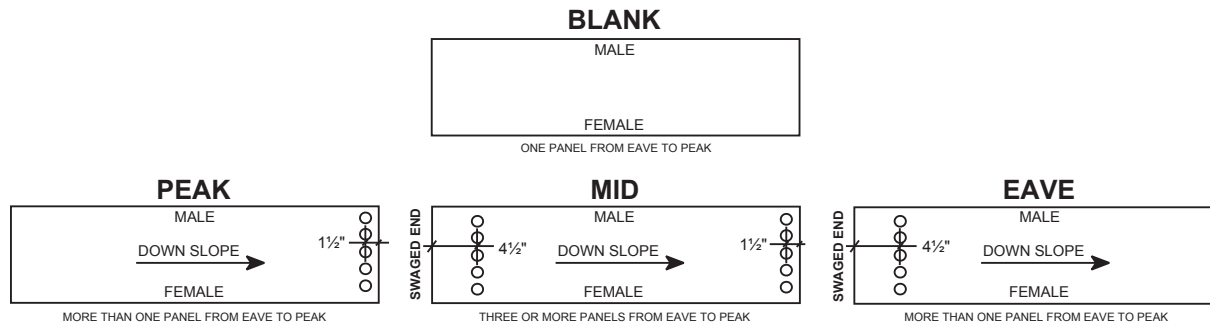 BLANK
MALE
FEMALE
ONE PANEL FROM EAVE TO PEAK
PEAK
MALE
1½"
DOWN SLOPE
FEMALE
MORE THAN ONE PANEL FROM EAVE TO PEAK
MID
SWAGED END
MALE
4½"
DOWN SLOPE
1½"
FEMALE
THREE OR MORE PANELS FROM EAVE TO PEAK
EAVE
SWAGED END
MALE
4½"
DOWN SLOPE
FEMALE
MORE THAN ONE PANEL FROM EAVE TO PEAK